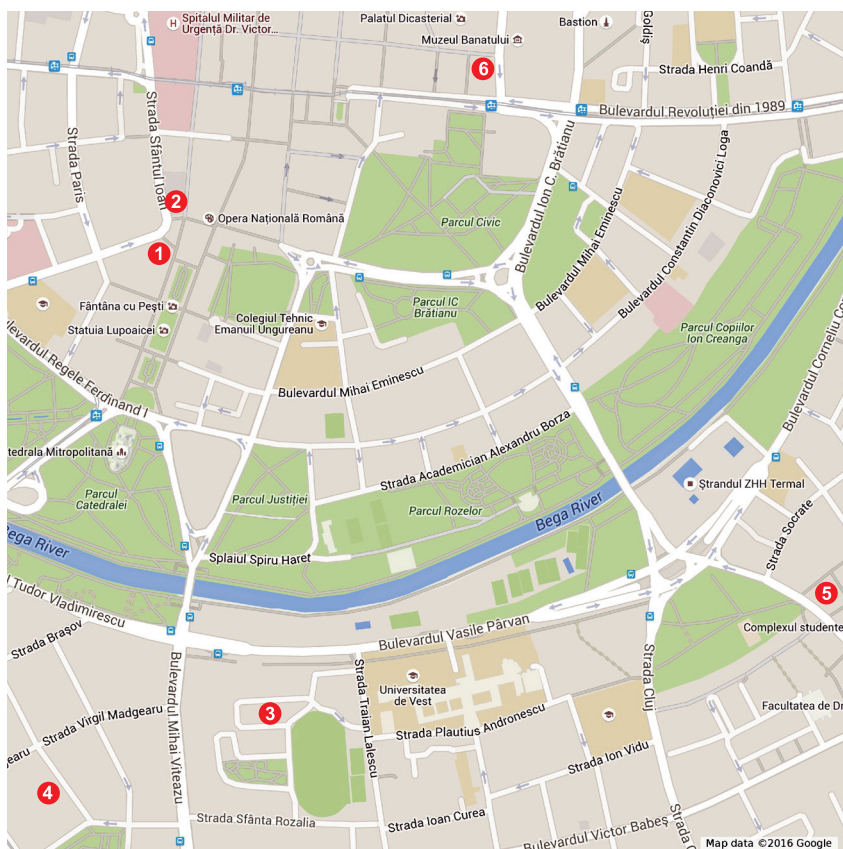 Spitalul Militar de
Urgență Dr. Victor...
Palatul Dicasterial
Muzeul Banatului
Bastion
Goldiș
6
Strada Henri Coandă
Bulevardul Revoluției din 1989
Strada Paris
Strada Sfântul Ioan
2
Opera Națională Română
1
Parcul Civic
Bulevardul Ion C. Brătianu
Bulevardul Mihai Eminescu
Bulevardul Constantin Diaconovici Loga
Fântâna cu Pești
Statuia Lupoaicei
Colegiul Tehnic
Emanuil Ungureanu
Parcul IC
Brătianu
Parcul Copiilor
Ion Creanga
ulevardul Regele Ferdinand I
Bulevardul Mihai Eminescu
Bulevardul Corneliu Co
tedrala Mitropolitană
Strada Academician Alexandru Borza
Parcul
Catedralei
Parcul Justiției
Parcul Rozelor
Ștrandul ZHH Termal
Bega River
Bega River
Splaiul Spiru Haret
Strada Socrate
l Tudor Vladimirescu
5
Complexul studente
Bulevardul Vasile Pârvan
Strada Brașov
Bulevardul Mihai Viteazu
Strada Traian Lalescu
Universitatea
de Vest
Strada Cluj
3
Strada Virgil Madgearu
gearu
Strada Plautius Andronescu
Facultatea de Dr
Strada Ion Vidu
4
Strada Sfânta Rozalia
Strada Ioan Curea
Bulevardul Victor Babeș
Strada C
Map data ©2016 Google